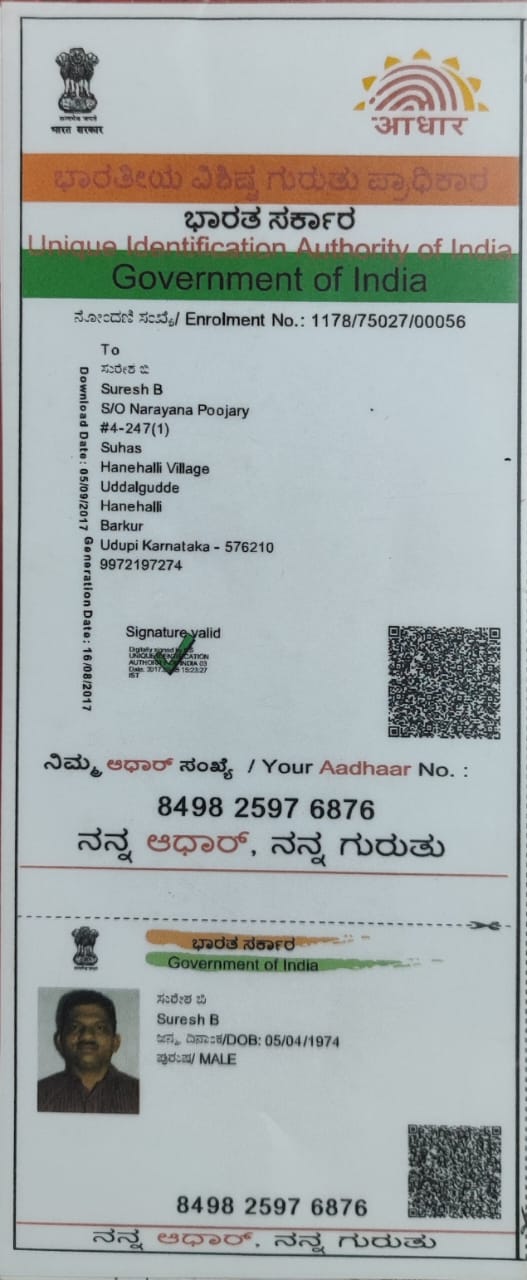 सत्यमेव जयते
भारत सरकार
आधार
ಭಾರತೀಯ ವಿಶಿಷ್ಟ ಗುರುತು ಪ್ರಾಧಿಕಾರ
ಭಾರತ ಸರ್ಕಾರ
Unique Identification Authority of India
Government of India
ನೋಂದಣಿ ಸಂಖ್ಯೆ/ Enrolment No.: 1178/75027/00056
To
ಸುರೇಶ ಬಿ
Suresh B
S/O Narayana Poojary
#4-247(1)
Suhas
Hanehalli Village
Uddalgudde
Hanehalli
Barkur
Udupi Karnataka - 576210
9972197274
Download Date: 05/09/2017 Generation Date: 16/08/2017
Signature valid
Digitally signed by
UNIQUE IDENTIFICATION
AUTHORITY INDIA 03
Date: 15:23:27
IST
ನಿಮ್ಮ ಆಧಾರ್ ಸಂಖ್ಯೆ / Your Aadhaar No. :
8498 2597 6876
ನನ್ನ ಆಧಾರ್, ನನ್ನ ಗುರುತು
ಭಾರತ ಸರ್ಕಾರ
Government of India
ಸುರೇಶ ಬಿ
Suresh B
ಜನ್ಮ ದಿನಾಂಕ/DOB: 05/04/1974
ಪುರುಷ/ MALE
8498 2597 6876
ನನ್ನ ಆಧಾರ್, ನನ್ನ ಗುರುತು